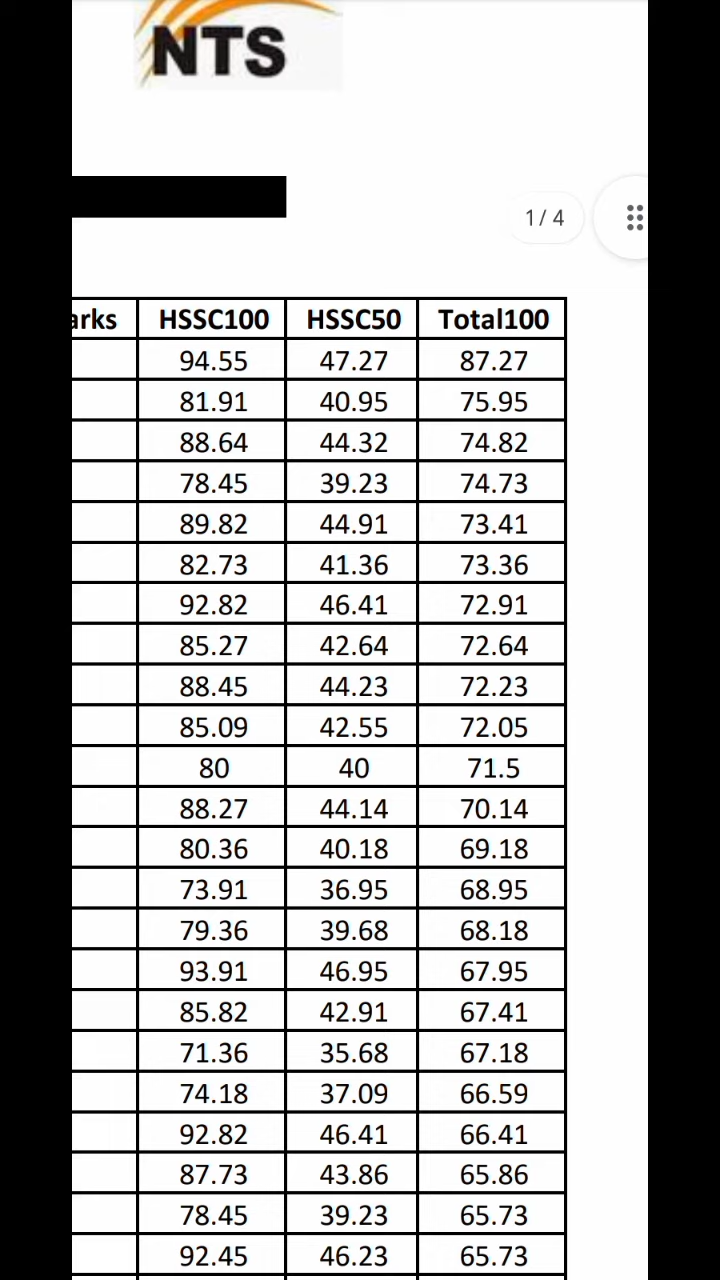 NTS
1 / 4
arks HSSC100 HSSC50 Total100
94.55 47.27 87.27
81.91 40.95 75.95
88.64 44.32 74.82
78.45 39.23 74.73
89.82 44.91 73.41
82.73 41.36 73.36
92.82 46.41 72.91
85.27 42.64 72.64
88.45 44.23 72.23
85.09 42.55 72.05
80 40 71.5
88.27 44.14 70.14
80.36 40.18 69.18
73.91 36.95 68.95
79.36 39.68 68.18
93.91 46.95 67.95
85.82 42.91 67.41
71.36 35.68 67.18
74.18 37.09 66.59
92.82 46.41 66.41
87.73 43.86 65.86
78.45 39.23 65.73
92.45 46.23 65.73